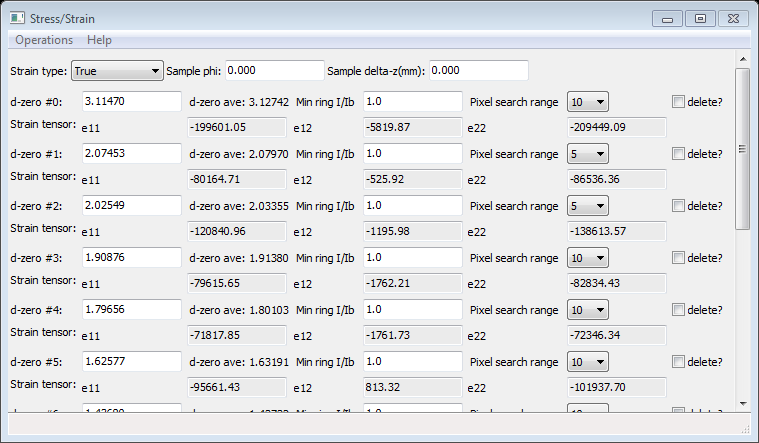 Stress/Strain
Operations Help
Strain type: True Sample phi: 0.000 Sample delta-z(mm): 0.000
d-zero #0: 3.11470 d-zero ave: 3.12742 Min ring I/Ib 1.0 Pixel search range 10 delete?
Strain tensor: e11 -199601.05 e12 -5819.87 e22 -209449.09
d-zero #1: 2.07453 d-zero ave: 2.07970 Min ring I/Ib 1.0 Pixel search range 5 delete?
Strain tensor: e11 -80164.71 e12 -525.92 e22 -86536.36
d-zero #2: 2.02549 d-zero ave: 2.03355 Min ring I/Ib 1.0 Pixel search range 5 delete?
Strain tensor: e11 -120840.96 e12 -1195.98 e22 -138613.57
d-zero #3: 1.90876 d-zero ave: 1.91380 Min ring I/Ib 1.0 Pixel search range 10 delete?
Strain tensor: e11 -79615.65 e12 -1762.21 e22 -82834.43
d-zero #4: 1.79656 d-zero ave: 1.80103 Min ring I/Ib 1.0 Pixel search range 10 delete?
Strain tensor: e11 -71817.85 e12 -1761.73 e22 -72346.34
d-zero #5: 1.62577 d-zero ave: 1.63191 Min ring I/Ib 1.0 Pixel search range 10 delete?
Strain tensor: e11 -95661.43 e12 813.32 e22 -101937.70